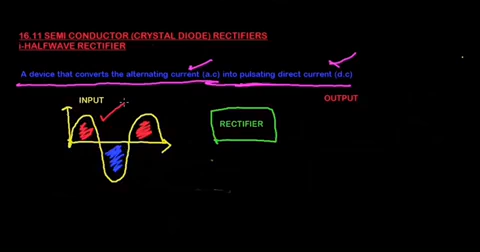 16.11 SEMI CONDUCTOR (CRYSTAL DIODE) RECTIFIERS
i-HALFWAVE RECTIFIER
A device that converts the alternating current (a.c) into pulsating direct current (d.c)
INPUT
OUTPUT
RECTIFIER